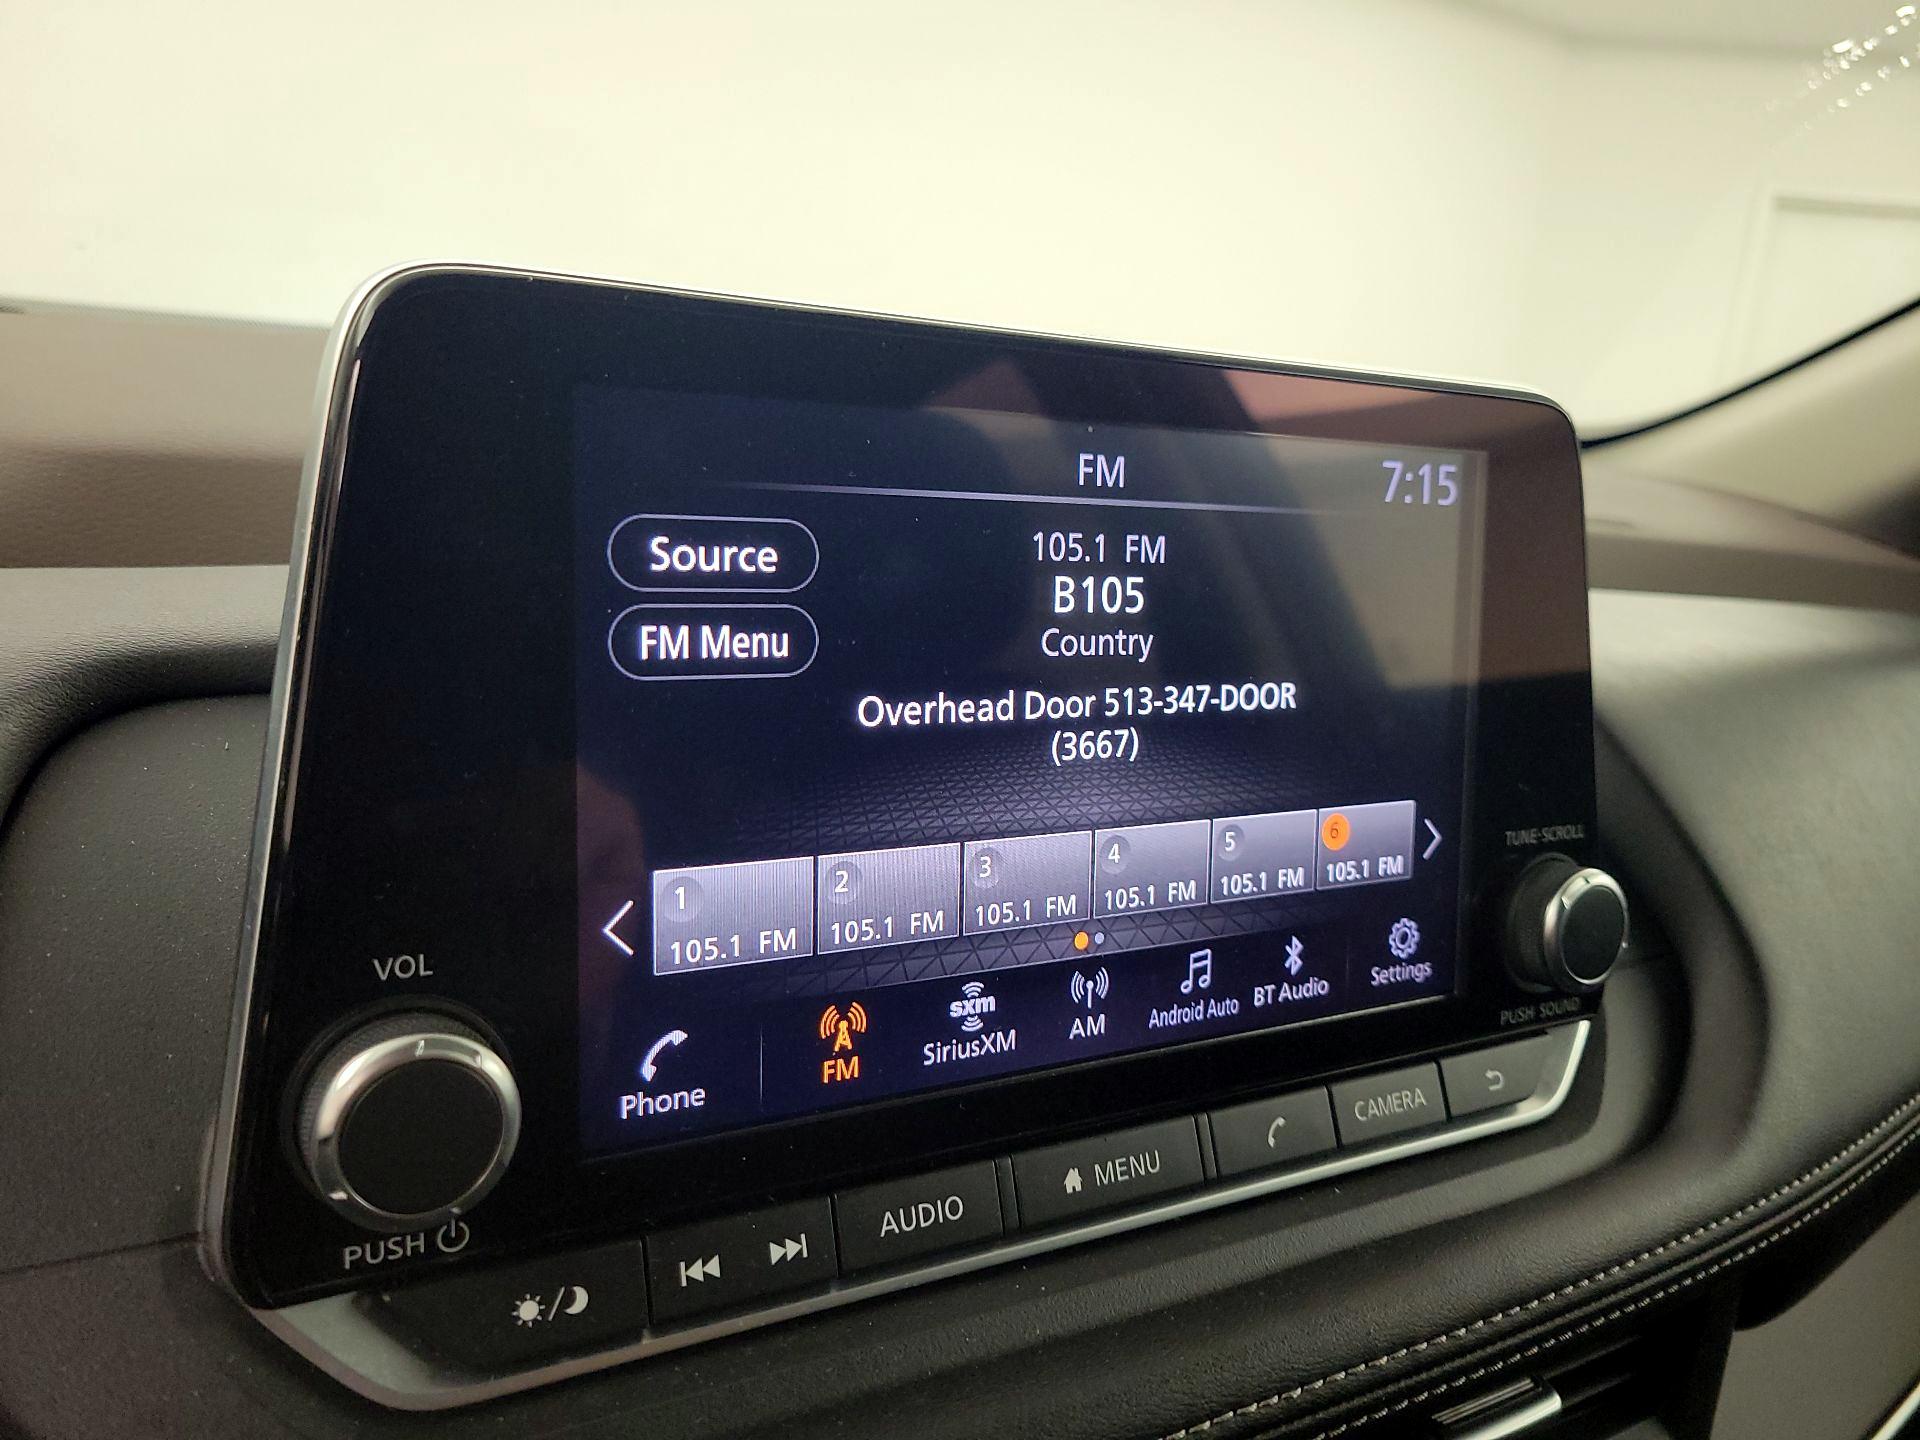 FM
7:15
Source
105.1 FM
B105
FM Menu
Country
Overhead Door 513-347-DOOR
(3667)
1
105.1 FM
2
105.1 FM
3
105.1 FM
4
105.1 FM
5
105.1 FM
6
105.1 FM
Phone
FM
sxm
SiriusXM
AM
Android Auto
BT Audio
Settings
VOL
PUSH
TUNE·SCROLL
PUSH SOUND
AUDIO
MENU
CAMERA